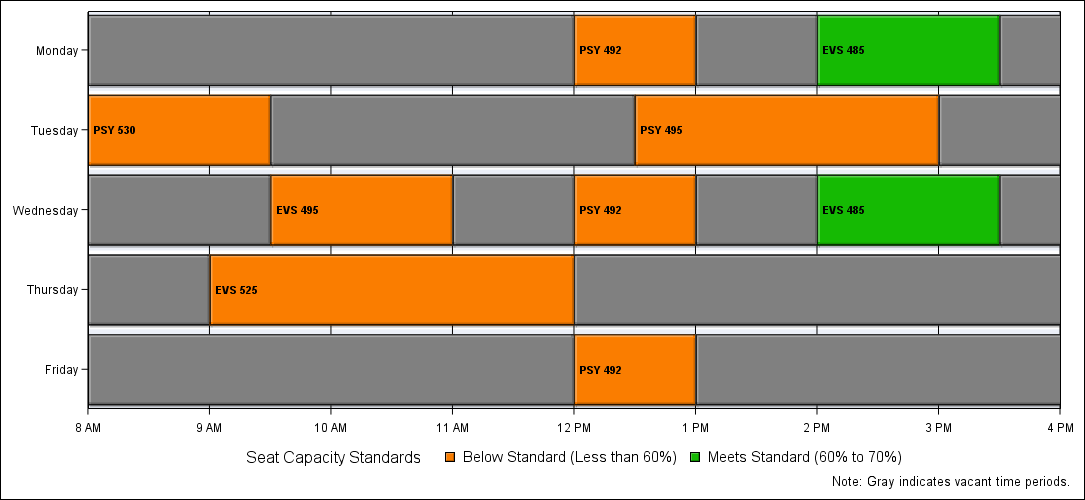 Monday
PSY 492
EVS 485
Tuesday
PSY 530
PSY 495
Wednesday
EVS 495
PSY 492
EVS 485
Thursday
EVS 525
Friday
PSY 492
8 AM 9 AM 10 AM 11 AM 12 PM 1 PM 2 PM 3 PM 4 PM
Seat Capacity Standards Below Standard (Less than 60%) Meets Standard (60% to 70%)
Note: Gray indicates vacant time periods.